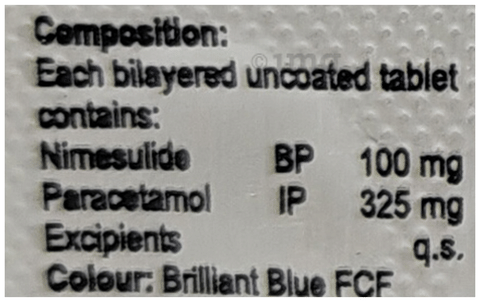 Composition:
Each bilayered uncoated tablet
contains:
Nimesulide BP 100 mg
Paracetamol IP 325 mg
Excipients q.s.
Colour: Brilliant Blue FCF